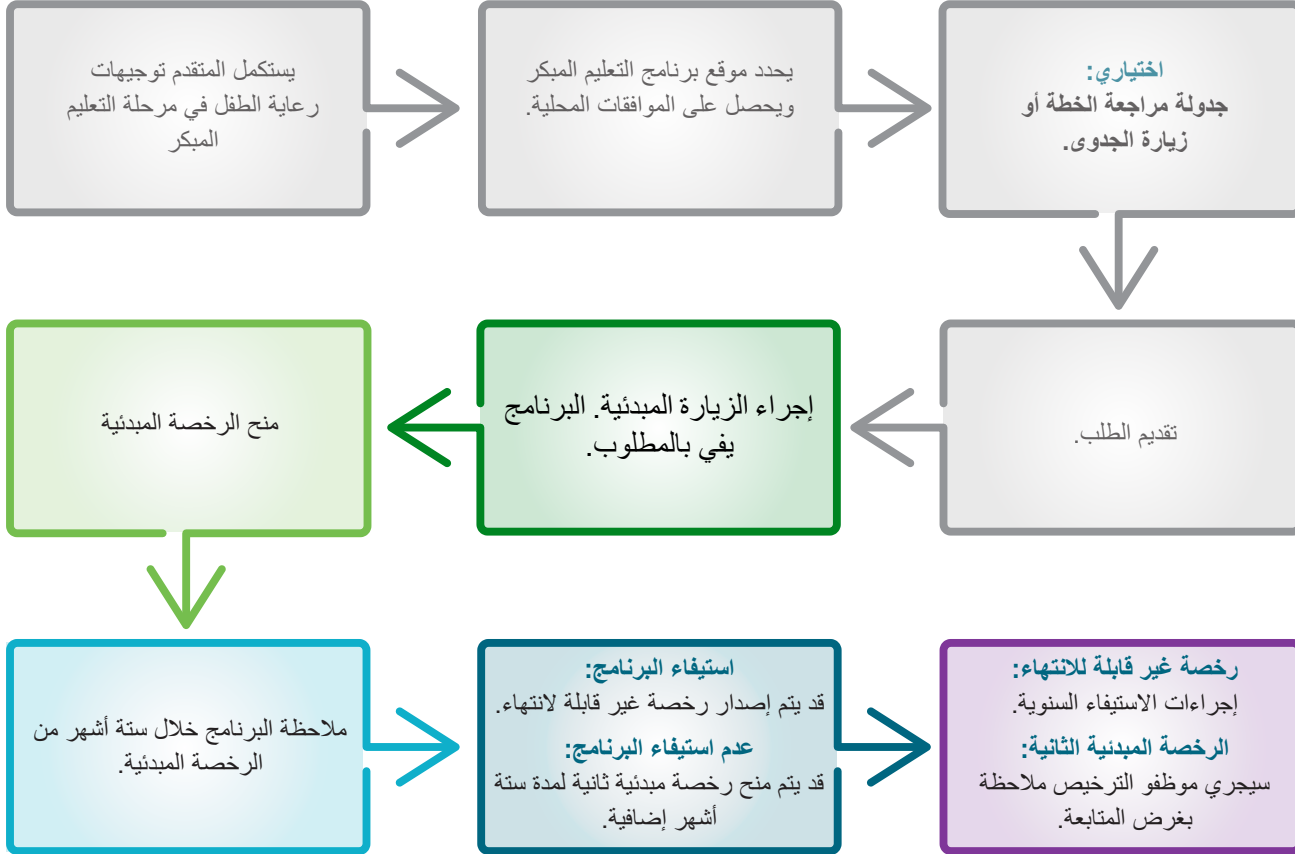 يستكمل المتقدم توجيهات
رعاية الطفل في مرحلة التعليم
المبكر
يحدد موقع برنامج التعليم المبكر
ويحصل على الموافقات المحلية.
اختياري:
جدولة مراجعة الخطة أو
زيارة الجدوى.
تقديم الطلب.
إجراء الزيارة المبدئية. البرنامج
يفي بالمطلوب.
منح الرخصة المبدئية
ملاحظة البرنامج خلال ستة أشهر من
الرخصة المبدئية.
استيفاء البرنامج:
قد يتم إصدار رخصة غير قابلة لانتهاء.
عدم استيفاء البرنامج:
قد يتم منح رخصة مبدئية ثانية لمدة ستة
أشهر إضافية.
رخصة غير قابلة للانتهاء:
إجراءات الاستيفاء السنوية.
الرخصة المبدئية الثانية:
سيجري موظفو الترخيص ملاحظة
بغرض المتابعة.